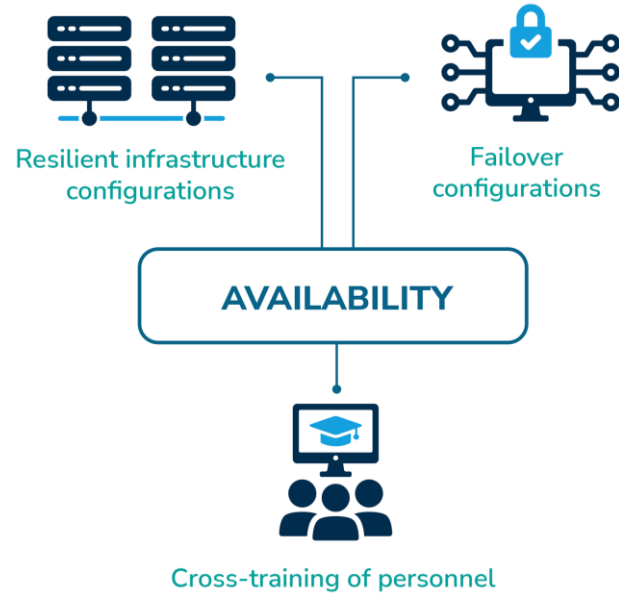 Resilient infrastructure
configurations
Failover
configurations
AVAILABILITY
Cross-training of personnel